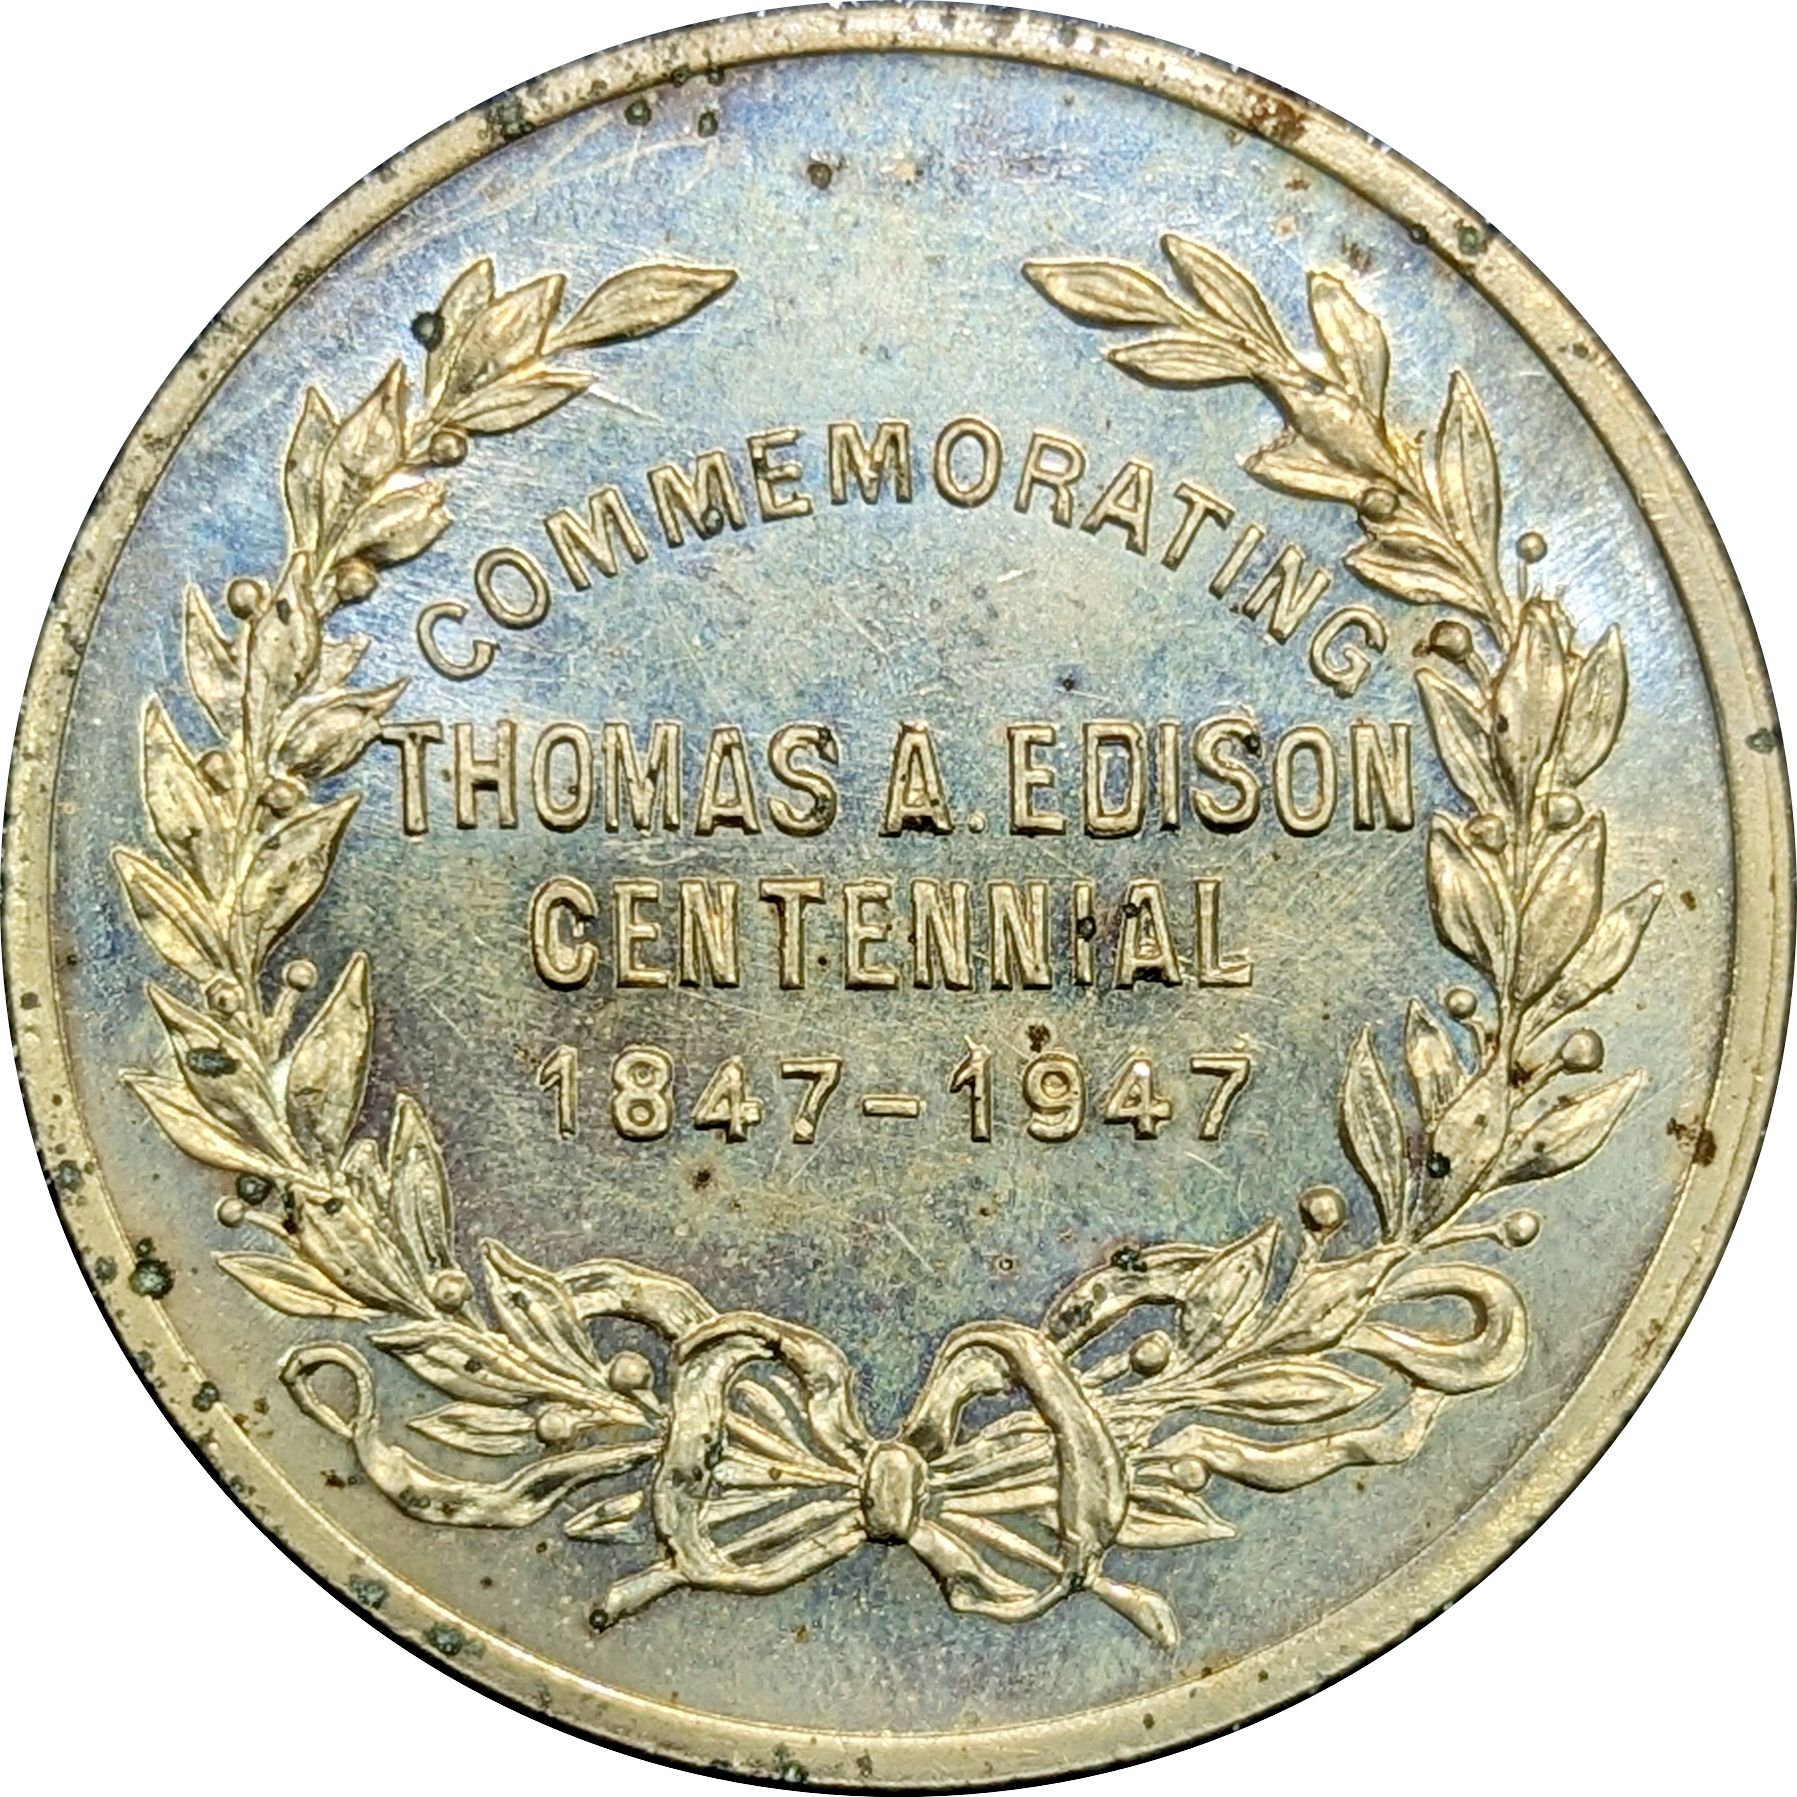 COMMEMORATING
THOMAS A. EDISON
CENTENNIAL
1847-1947